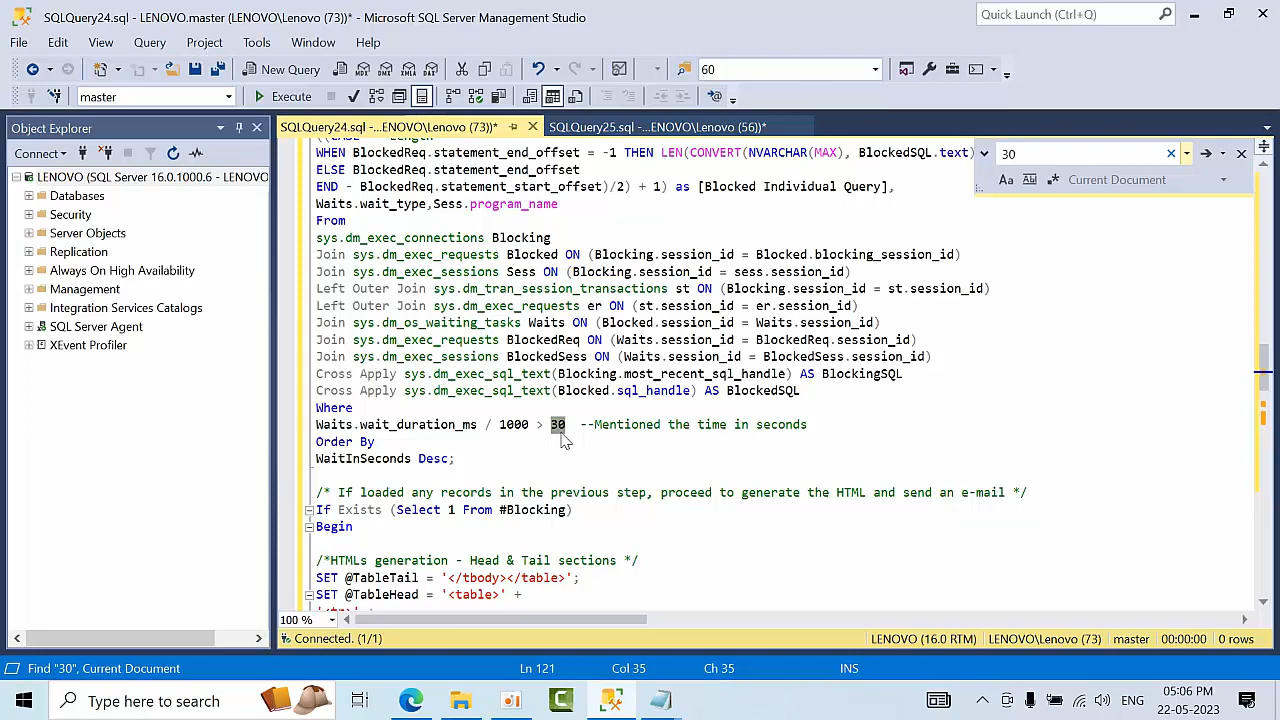 SQLQuery24.sql - LENOVO.master (LENOVO\Lenovo (73))* - Microsoft SQL Server Management Studio
Quick Launch (Ctrl+Q)
File Edit View Query Project Tools Window Help
New Query
60
master
Execute
Object Explorer
SQLQuery24.sql -...ENOVO\Lenovo (73))*
SQLQuery25.sql -...ENOVO\Lenovo (56))*
Connect
LENOVO (SQL Server 16.0.1000.6 - LENOVO
Databases
Security
Server Objects
Replication
Always On High Availability
Management
Integration Services Catalogs
SQL Server Agent
XEvent Profiler
30
Aa
Current Document
WHEN BlockedReq.statement_end_offset = -1 THEN LEN(CONVERT(NVARCHAR(MAX), BlockedSQL.text)
ELSE BlockedReq.statement_end_offset
END - BlockedReq.statement_start_offset)/2) + 1) as [Blocked Individual Query],
Waits.wait_type,Sess.program_name
From
sys.dm_exec_connections Blocking
Join sys.dm_exec_requests Blocked ON (Blocking.session_id = Blocked.blocking_session_id)
Join sys.dm_exec_sessions Sess ON (Blocking.session_id = sess.session_id)
Left Outer Join sys.dm_tran_session_transactions st ON (Blocking.session_id = st.session_id)
Left Outer Join sys.dm_exec_requests er ON (st.session_id = er.session_id)
Join sys.dm_os_waiting_tasks Waits ON (Blocked.session_id = Waits.session_id)
Join sys.dm_exec_requests BlockedReq ON (Waits.session_id = BlockedReq.session_id)
Join sys.dm_exec_sessions BlockedSess ON (Waits.session_id = BlockedSess.session_id)
Cross Apply sys.dm_exec_sql_text(Blocking.most_recent_sql_handle) AS BlockingSQL
Cross Apply sys.dm_exec_sql_text(Blocked.sql_handle) AS BlockedSQL
Where
Waits.wait_duration_ms / 1000 > 30 --Mentioned the time in seconds
Order By
WaitInSeconds Desc;
/* If loaded any records in the previous step, proceed to generate the HTML and send an e-mail */
If Exists (Select 1 From #Blocking)
Begin
/*HTMLs generation - Head & Tail sections */
SET @TableTail = '</tbody></table>';
SET @TableHead = '<table>' +
100 %
Connected. (1/1)
LENOVO (16.0 RTM) LENOVO\Lenovo (73) master 00:00:00 0 rows
Find "30", Current Document
Ln 121 Col 35 Ch 35 INS
Type here to search
ENG
05:06 PM
22-05-2023